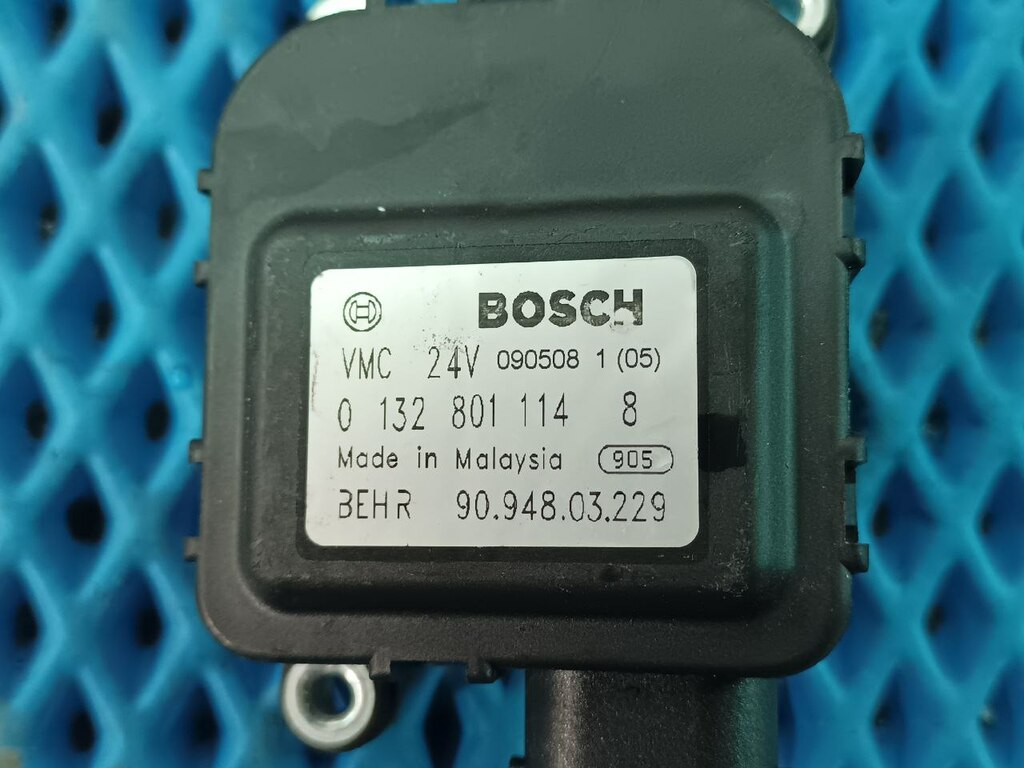 BOSCH
VMC 24V 090508 1 (05)
0 132 801 114 8
Made in Malaysia 905
BEHR 90.948.03.229